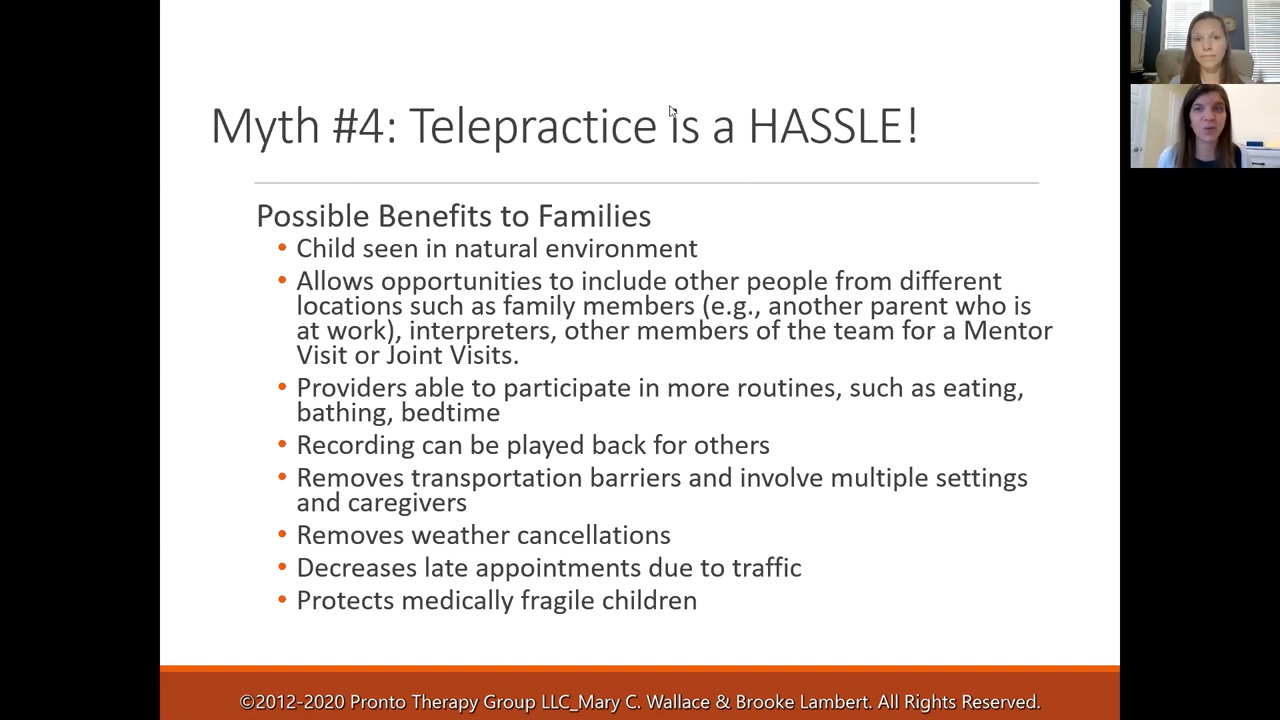 Myth #4: Telepractice is a HASSLE!
Possible Benefits to Families
• Child seen in natural environment
• Allows opportunities to include other people from different
locations such as family members (e.g., another parent who is
at work), interpreters, other members of the team for a Mentor
Visit or Joint Visits.
• Providers able to participate in more routines, such as eating,
bathing, bedtime
• Recording can be played back for others
• Removes transportation barriers and involve multiple settings
and caregivers
• Removes weather cancellations
• Decreases late appointments due to traffic
• Protects medically fragile children
©2012-2020 Pronto Therapy Group LLC_Mary C. Wallace & Brooke Lambert. All Rights Reserved.